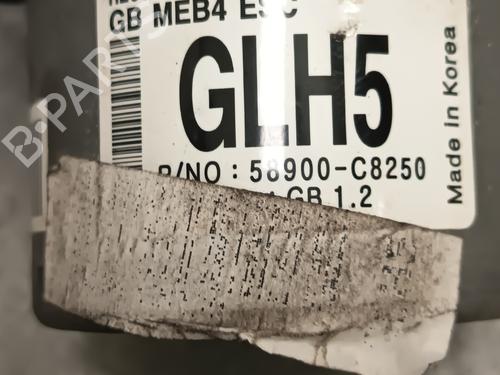 GB MEB4 ESC
GLH5
P/NO : 58900-C8250
GB 1.2
Made In Korea
B-PARTS